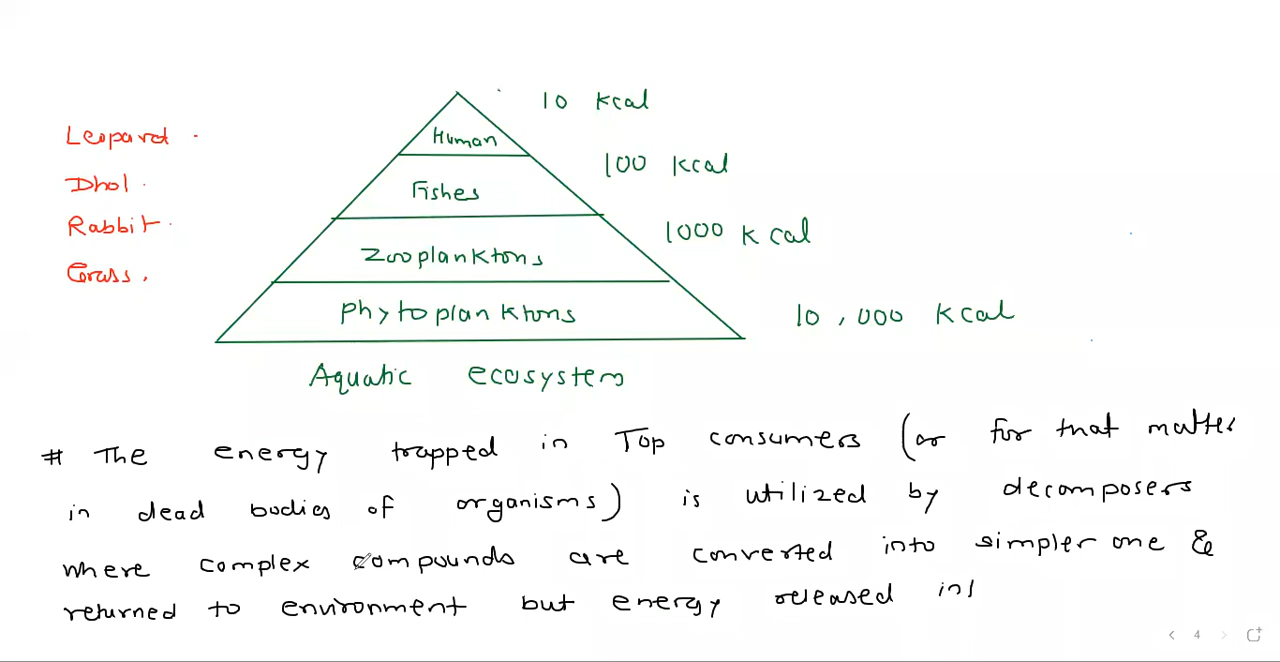 10 kcal
Leopard
Human
100 kcal
Dhol
Fishes
Rabbit
1000 kcal
Zooplanktons
Grass
Phytoplanktons
10,000 kcal
Aquatic ecosystem
# The energy trapped in Top consumers (or for that matter
in dead bodies of organisms) is utilized by decomposers
where complex compounds are converted into simpler one &
returned to environment but energy released int
< 4 >